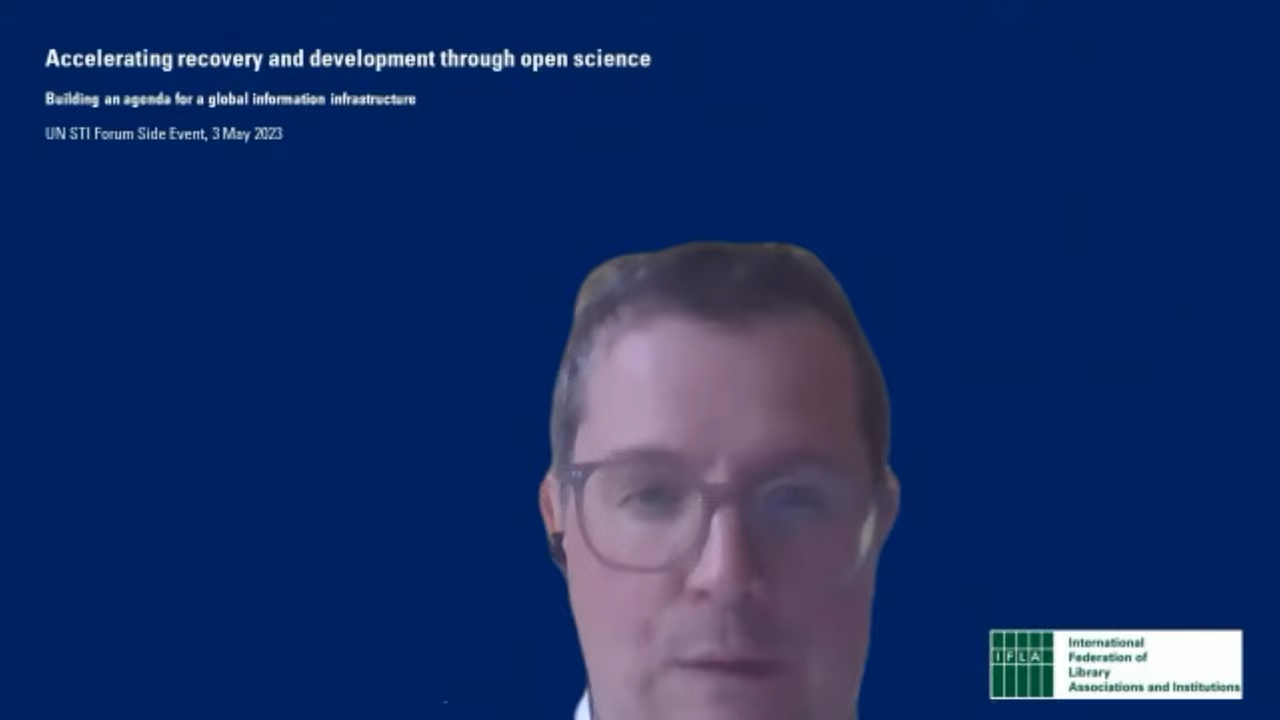 Accelerating recovery and development through open science
Building an agenda for a global information infrastructure
UN STI Forum Side Event, 3 May 2023
IFLA
International
Federation of
Library
Associations and Institutions